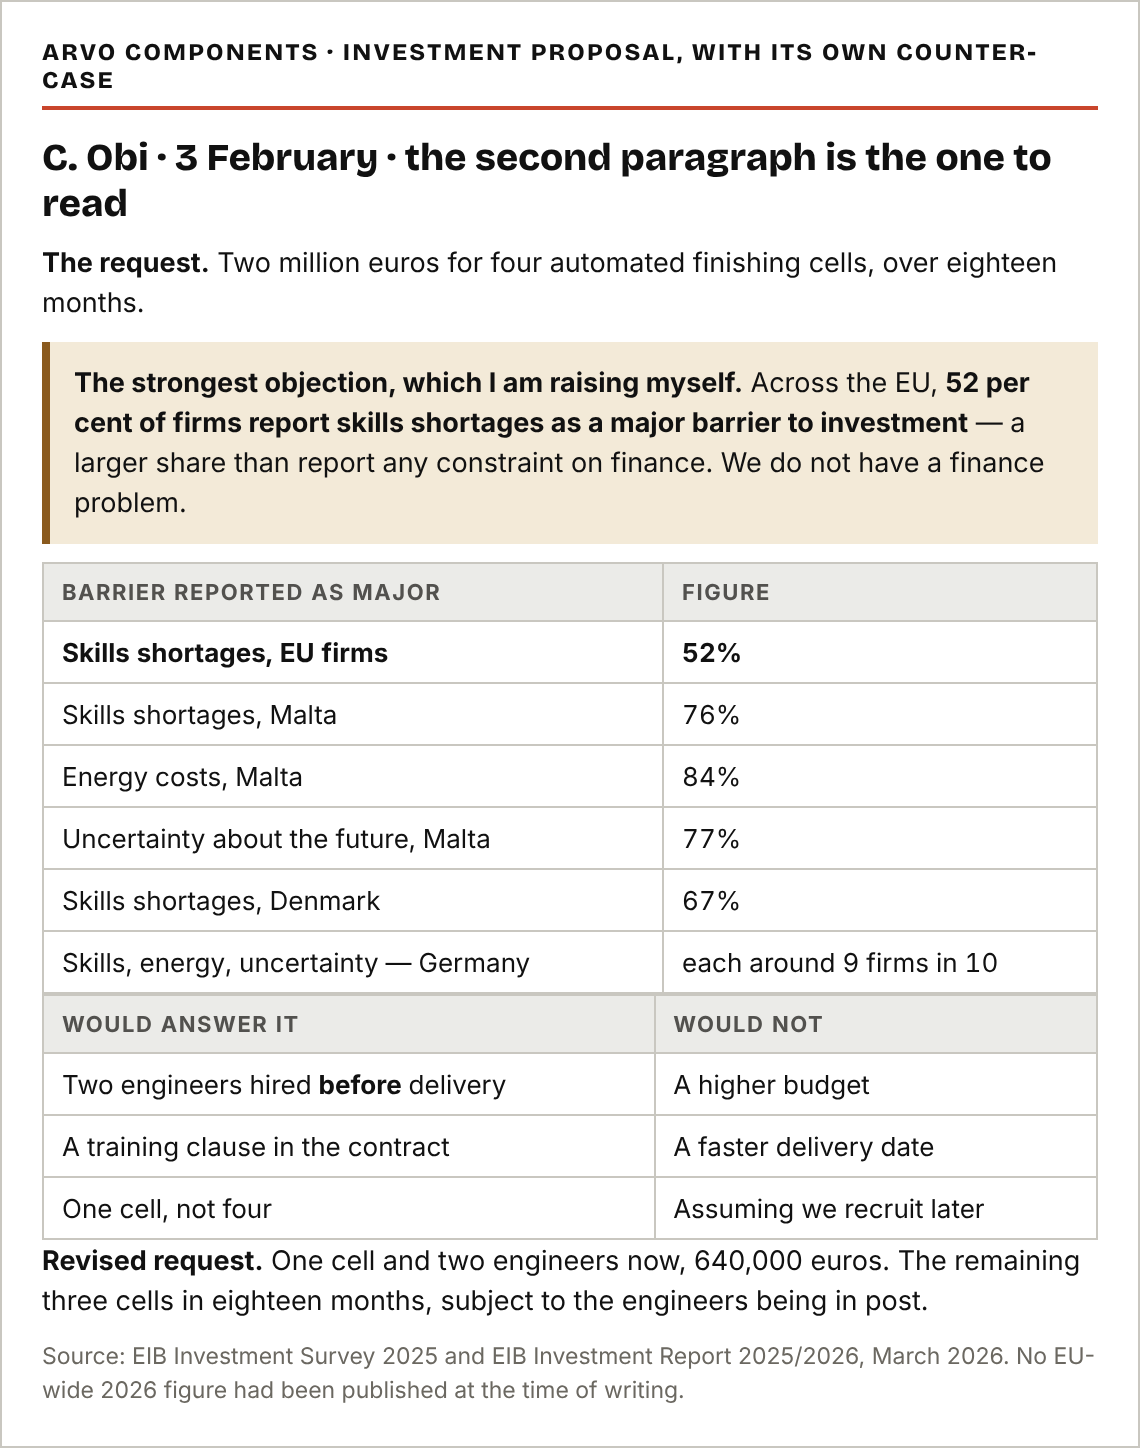 ARVO COMPONENTS · INVESTMENT PROPOSAL, WITH ITS OWN COUNTER-
CASE
C. Obi · 3 February · the second paragraph is the one to
read
The request. Two million euros for four automated finishing cells, over eighteen
months.
The strongest objection, which I am raising myself. Across the EU, 52 per
cent of firms report skills shortages as a major barrier to investment — a
larger share than report any constraint on finance. We do not have a finance
problem.
BARRIER REPORTED AS MAJOR FIGURE
Skills shortages, EU firms 52%
Skills shortages, Malta 76%
Energy costs, Malta 84%
Uncertainty about the future, Malta 77%
Skills shortages, Denmark 67%
Skills, energy, uncertainty — Germany each around 9 firms in 10
WOULD ANSWER IT WOULD NOT
Two engineers hired before delivery A higher budget
A training clause in the contract A faster delivery date
One cell, not four Assuming we recruit later
Revised request. One cell and two engineers now, 640,000 euros. The remaining
three cells in eighteen months, subject to the engineers being in post.
Source: EIB Investment Survey 2025 and EIB Investment Report 2025/2026, March 2026. No EU-
wide 2026 figure had been published at the time of writing.